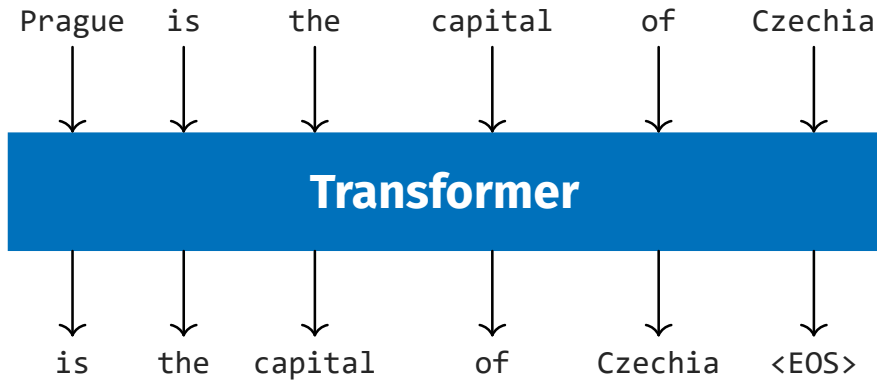 Prague is the capital of Czechia
Transformer
is the capital of Czechia <EOS>